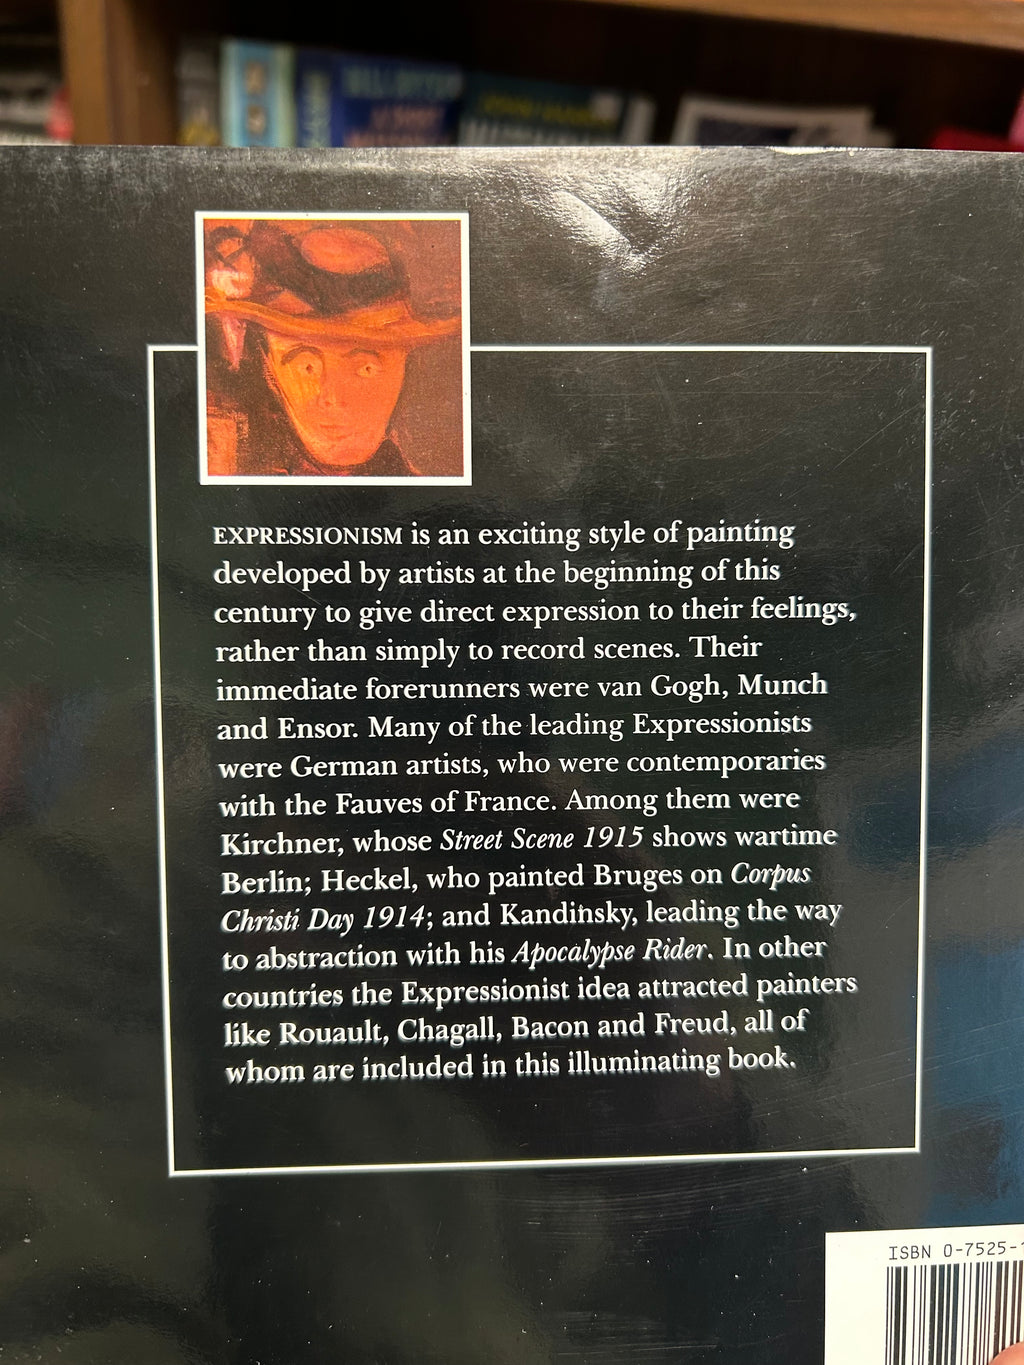 EXPRESSIONISM is an exciting style of painting
developed by artists at the beginning of this
century to give direct expression to their feelings,
rather than simply to record scenes. Their
immediate forerunners were van Gogh, Munch
and Ensor. Many of the leading Expressionists
were German artists, who were contemporaries
with the Fauves of France. Among them were
Kirchner, whose Street Scene 1915 shows wartime
Berlin; Heckel, who painted Bruges on Corpus
Christi Day 1914; and Kandinsky, leading the way
to abstraction with his Apocalypse Rider. In other
countries the Expressionist idea attracted painters
like Rouault, Chagall, Bacon and Freud, all of
whom are included in this illuminating book.
ISBN 0-7525-1